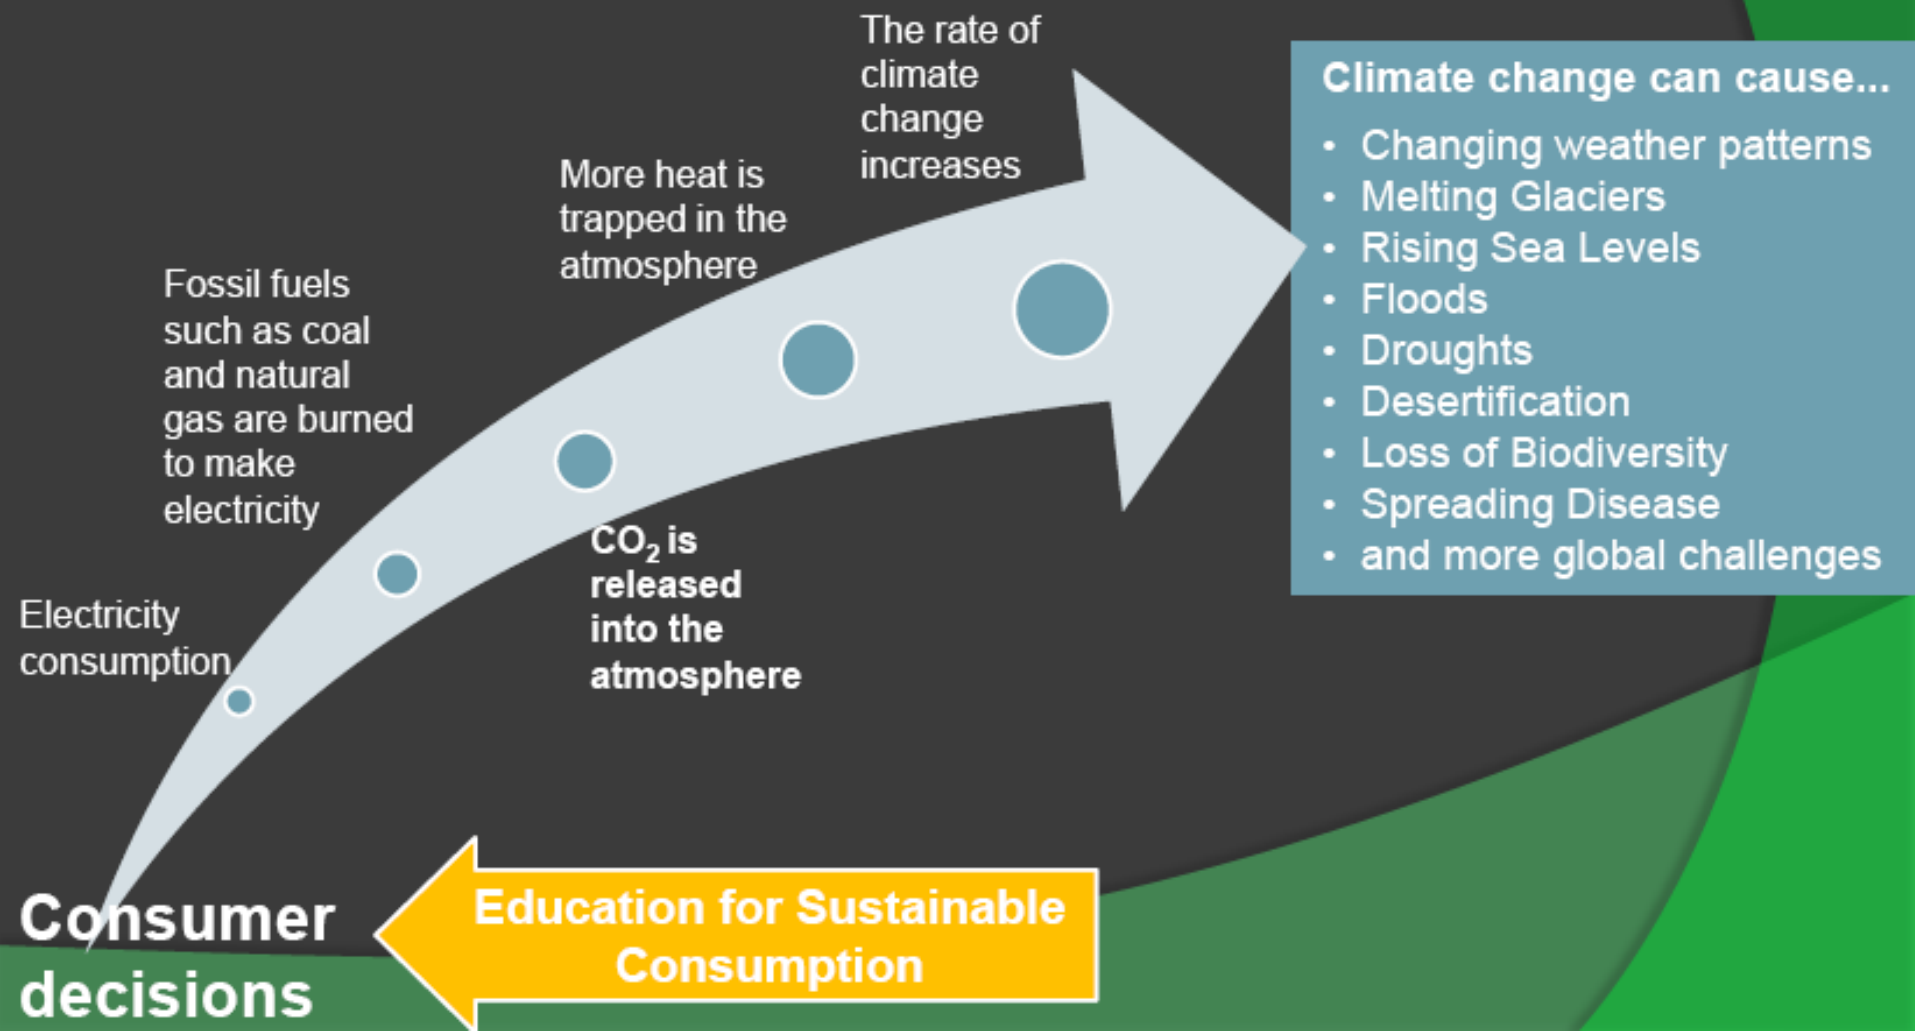 The rate of
climate
change
increases
More heat is
trapped in the
atmosphere
Fossil fuels
such as coal
and natural
gas are burned
to make
electricity
Electricity
consumption
CO₂ is
released
into the
atmosphere
Climate change can cause...
• Changing weather patterns
• Melting Glaciers
• Rising Sea Levels
• Floods
• Droughts
• Desertification
• Loss of Biodiversity
• Spreading Disease
• and more global challenges
Consumer
decisions
Education for Sustainable
Consumption